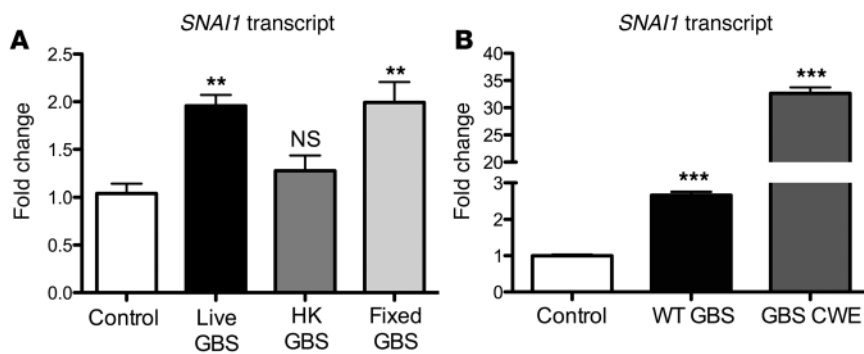 A
SNAI1 transcript
Fold change
2.5
2.0
1.5
1.0
0.5
0.0
**
NS
**
Control
Live
GBS
HK
GBS
Fixed
GBS
B
SNAI1 transcript
Fold change
40
35
30
25
20
3
2
1
0
***
***
Control
WT GBS
GBS CWE